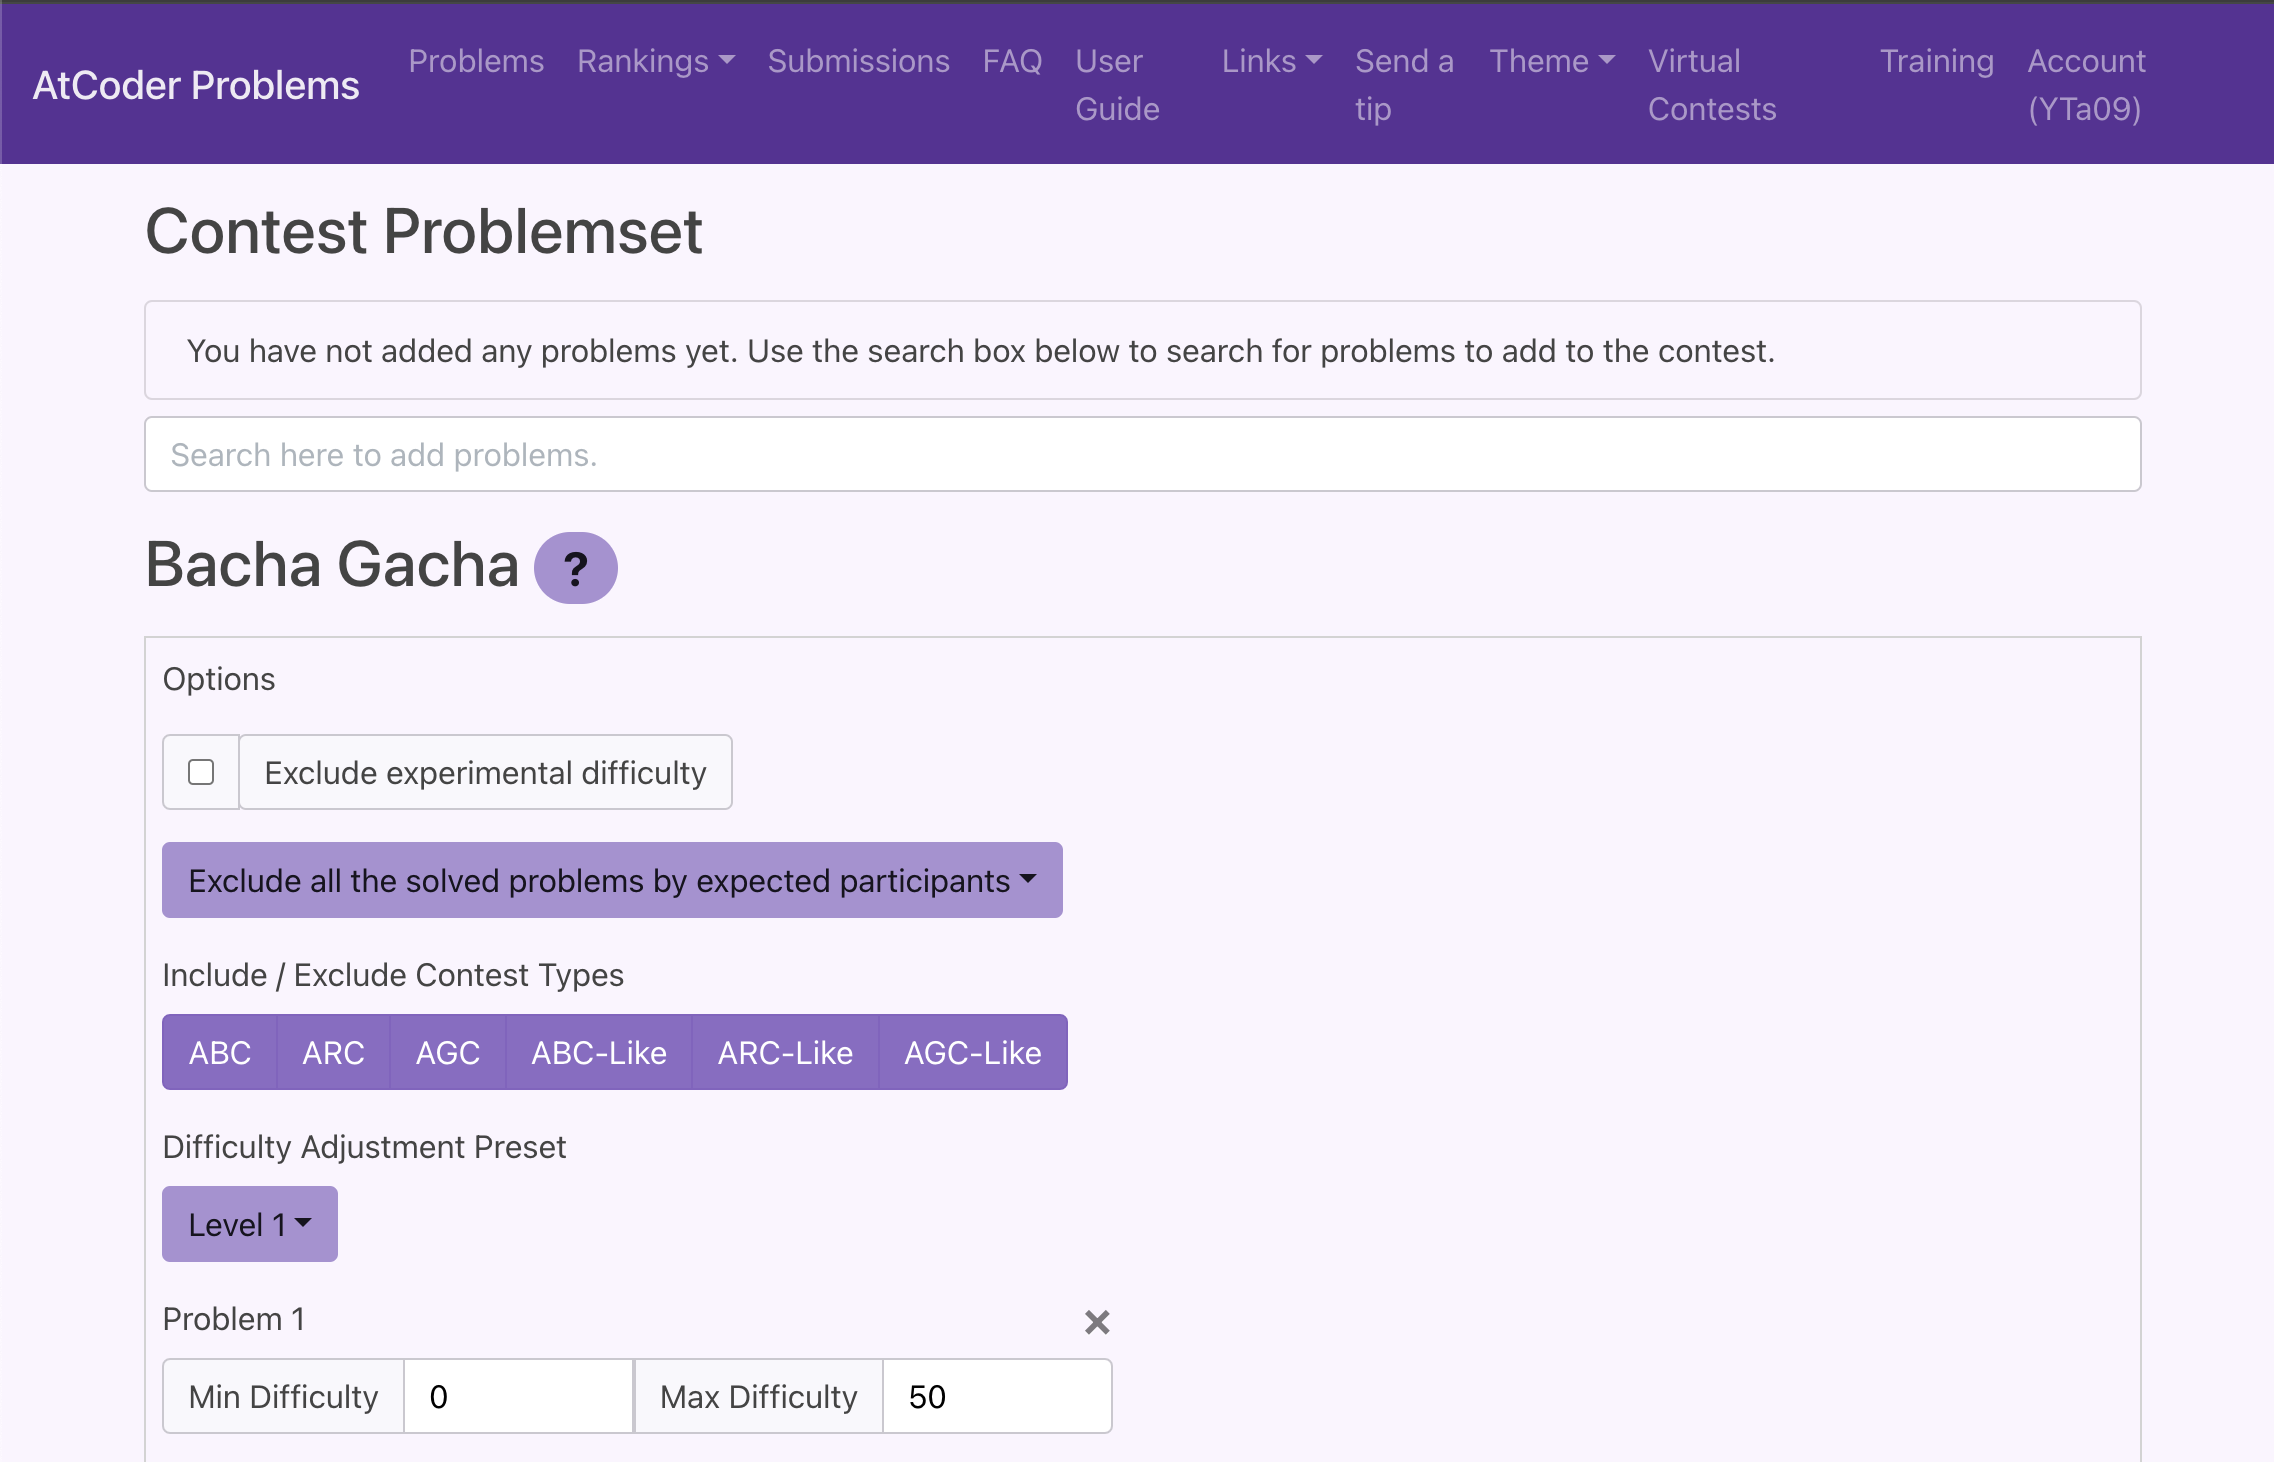 AtCoder Problems
Problems
Rankings
Submissions
FAQ
User
Guide
Links
Send a
tip
Theme
Virtual
Contests
Training
Account
(YTa09)
Contest Problemset
You have not added any problems yet. Use the search box below to search for problems to add to the contest.
Search here to add problems.
Bacha Gacha ?
Options
Exclude experimental difficulty
Exclude all the solved problems by expected participants
Include / Exclude Contest Types
ABC ARC AGC ABC-Like ARC-Like AGC-Like
Difficulty Adjustment Preset
Level 1
Problem 1
Min Difficulty 0 Max Difficulty 50